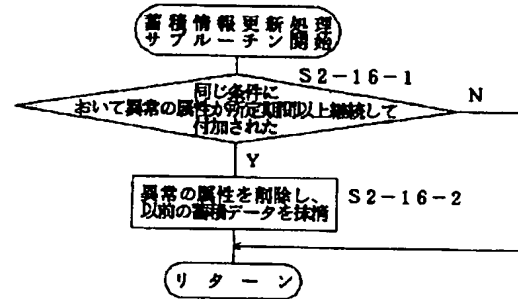 蓄積情報更新処理
サブルーチン開始
S2-16-1
同じ条件に
おいて異常の属性が所定期間以上継続して
付加された
N
Y
異常の属性を削除し、
以前の蓄積データを抹消
S2-16-2
リターン